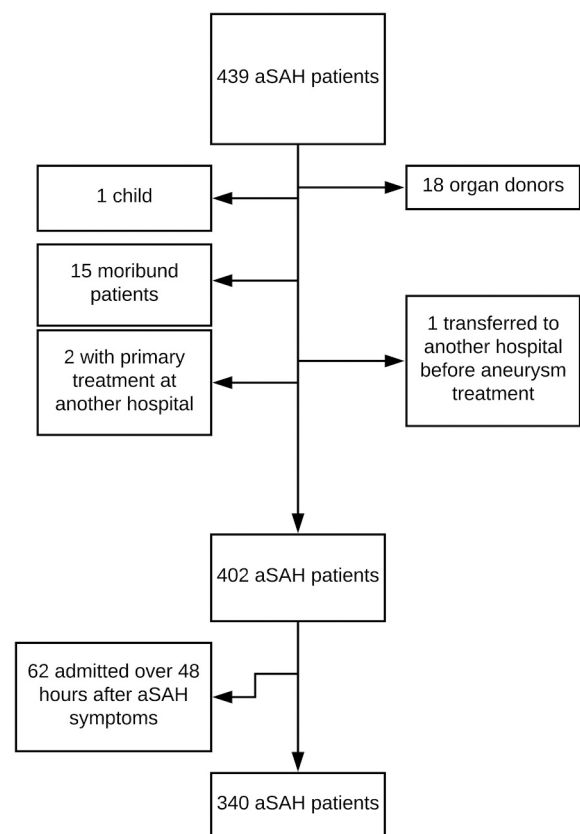 439 aSAH patients
1 child
18 organ donors
15 moribund
patients
2 with primary
treatment at
another hospital
1 transferred to
another hospital
before aneurysm
treatment
402 aSAH patients
62 admitted over 48
hours after aSAH
symptoms
340 aSAH patients